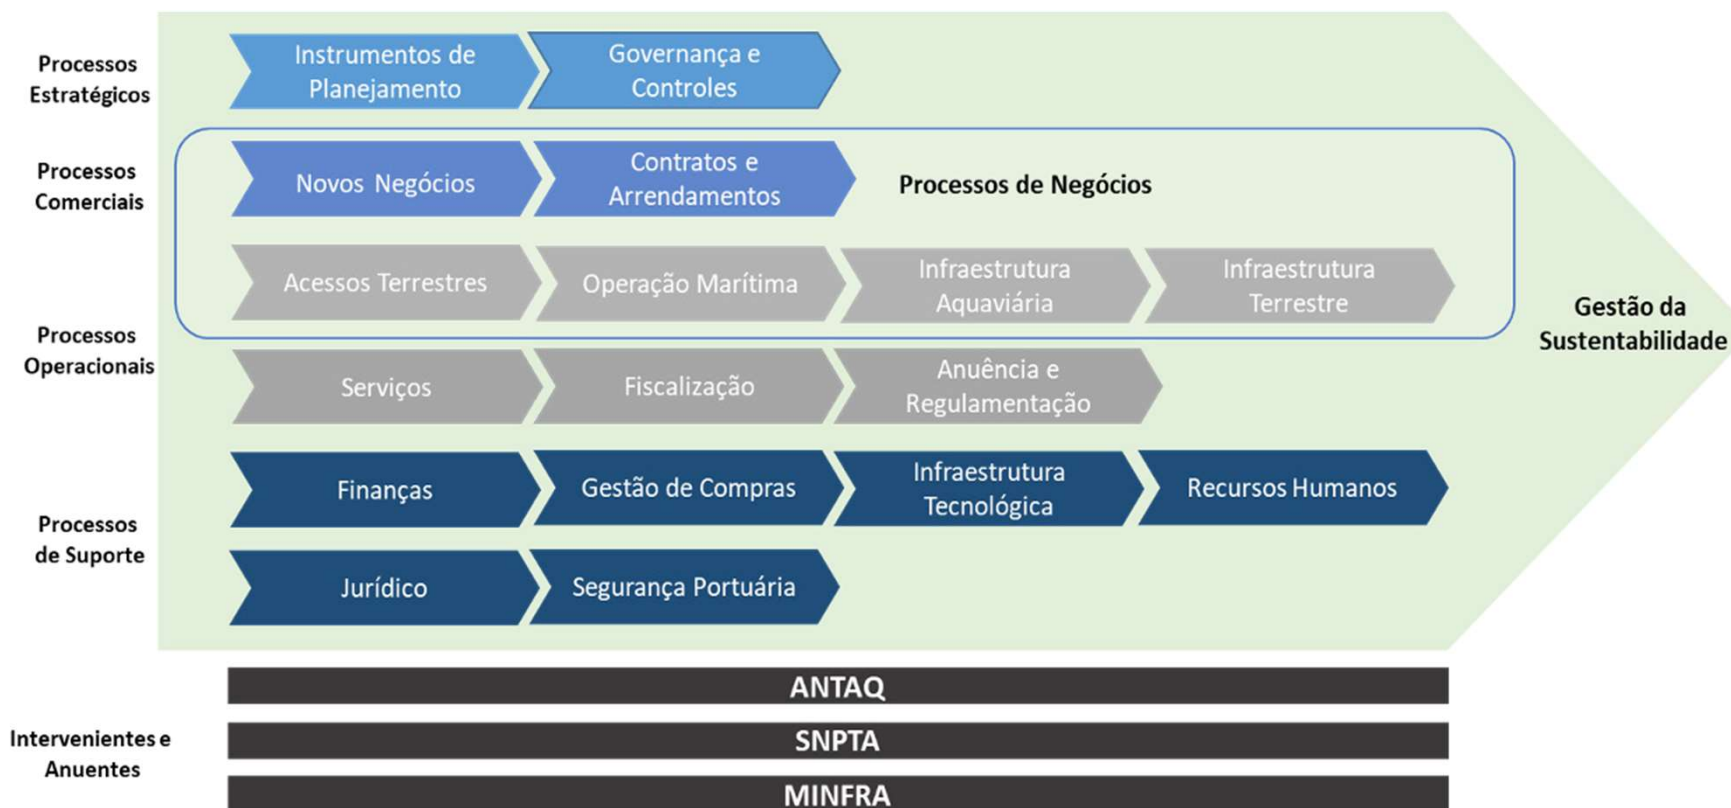 Processos
Estratégicos
Instrumentos de
Planejamento
Governança e
Controles
Processos
Comerciais
Novos Negócios
Contratos e
Arrendamentos
Processos de Negócios
Processos
Operacionais
Acessos Terrestres
Operação Marítima
Infraestrutura
Aquaviária
Infraestrutura
Terrestre
Serviços
Fiscalização
Anuência e
Regulamentação
Gestão da
Sustentabilidade
Processos
de Suporte
Finanças
Gestão de Compras
Infraestrutura
Tecnológica
Recursos Humanos
Jurídico
Segurança Portuária
Intervenientes e
Anuentes
ANTAQ
SNPTA
MINFRA